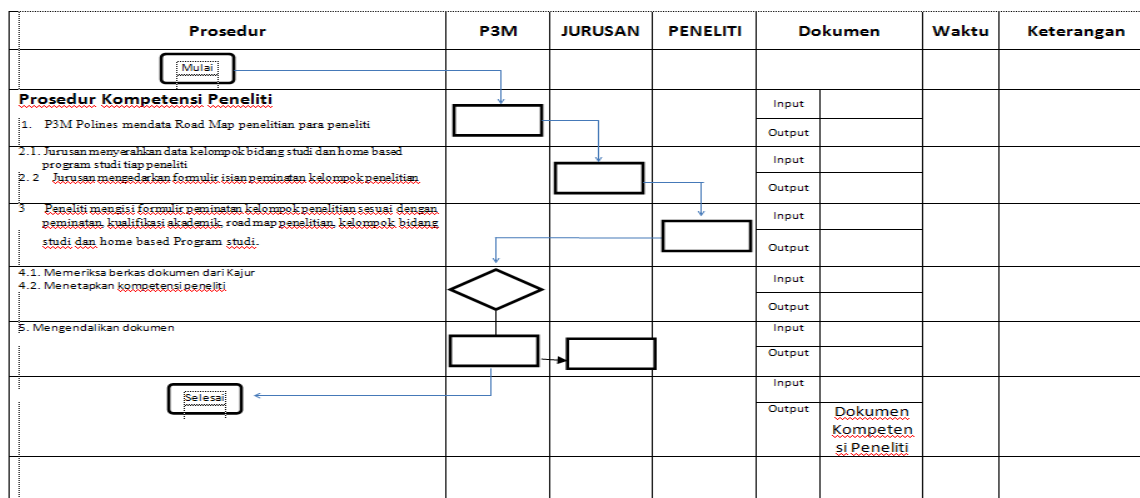 Prosedur P3M JURUSAN PENELITI Dokumen Waktu Keterangan
Mulai
Prosedur Kompetensi Peneliti
1. P3M Polines mendata Road Map penelitian para peneliti
Input
Output
2.1. Jurusan menyerahkan data kelompok bidang studi dan home based
program studi tiap peneliti
2. 2 Jurusan mengedarkan formulir isian peminatan kelompok penelitian
Input
Output
3 Peneliti mengisi formulir peminatan kelompok penelitian sesuai dengan
peminatan, kualifikasi akademik, road map penelitian, kelompok bidang
studi dan home based Program studi.
Input
Output
4.1. Memeriksa berkas dokumen dari Kajur
4.2. Menetapkan kompetensi peneliti
Input
Output
5. Mengendalikan dokumen
Input
Output
Selesai
Input
Output
Dokumen
Kompeten
si Peneliti